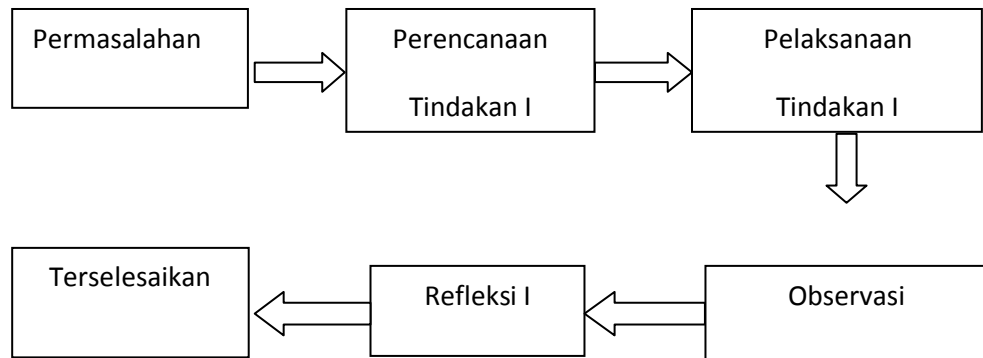 Permasalahan
Perencanaan
Tindakan I
Pelaksanaan
Tindakan I
Terselesaikan
Refleksi I
Observasi